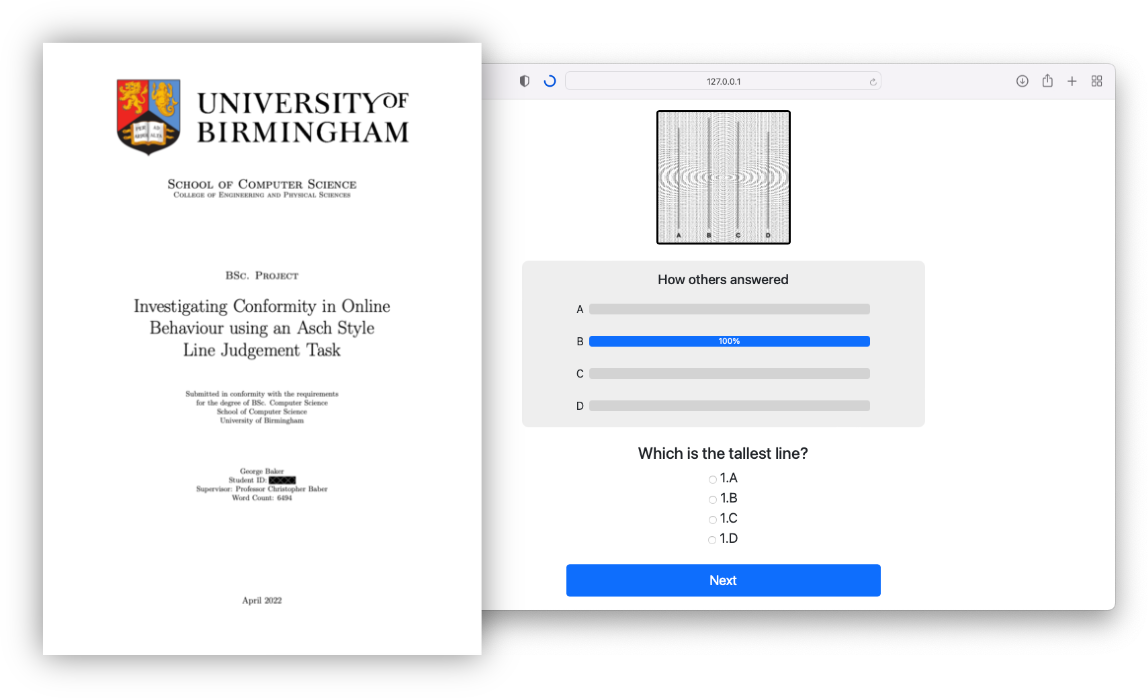 UNIVERSITY OF
BIRMINGHAM
SCHOOL OF COMPUTER SCIENCE
COLLEGE OF ENGINEERING AND PHYSICAL SCIENCES
BSC. PROJECT
Investigating Conformity in Online
Behaviour using an Asch Style
Line Judgement Task
Submitted in conformity with the requirements
for the degree of BSc. Computer Science
School of Computer Science
University of Birmingham
George Baker
Student ID:
Supervisor: Professor Christopher Baber
Word Count: 6494
April 2022
127.0.0.1
A B C D
How others answered
A
B 100%
C
D
Which is the tallest line?
1.A
1.B
1.C
1.D
Next